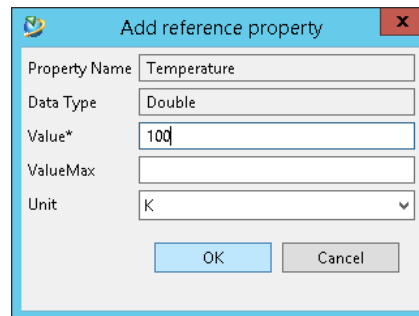 Add reference property
x
Property Name Temperature
Data Type Double
Value* 100
ValueMax
Unit K
OK Cancel